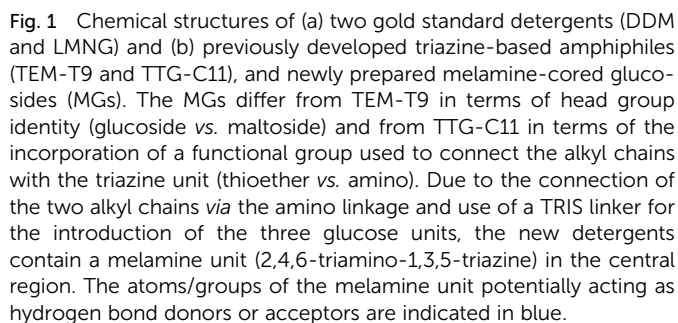 Fig. 1 Chemical structures of (a) two gold standard detergents (DDM
and LMNG) and (b) previously developed triazine-based amphiphiles
(TEM-T9 and TTG-C11), and newly prepared melamine-cored gluco-
sides (MGs). The MGs differ from TEM-T9 in terms of head group
identity (glucoside vs. maltoside) and from TTG-C11 in terms of the
incorporation of a functional group used to connect the alkyl chains
with the triazine unit (thioether vs. amino). Due to the connection of
the two alkyl chains via the amino linkage and use of a TRIS linker for
the introduction of the three glucose units, the new detergents
contain a melamine unit (2,4,6-triamino-1,3,5-triazine) in the central
region. The atoms/groups of the melamine unit potentially acting as
hydrogen bond donors or acceptors are indicated in blue.